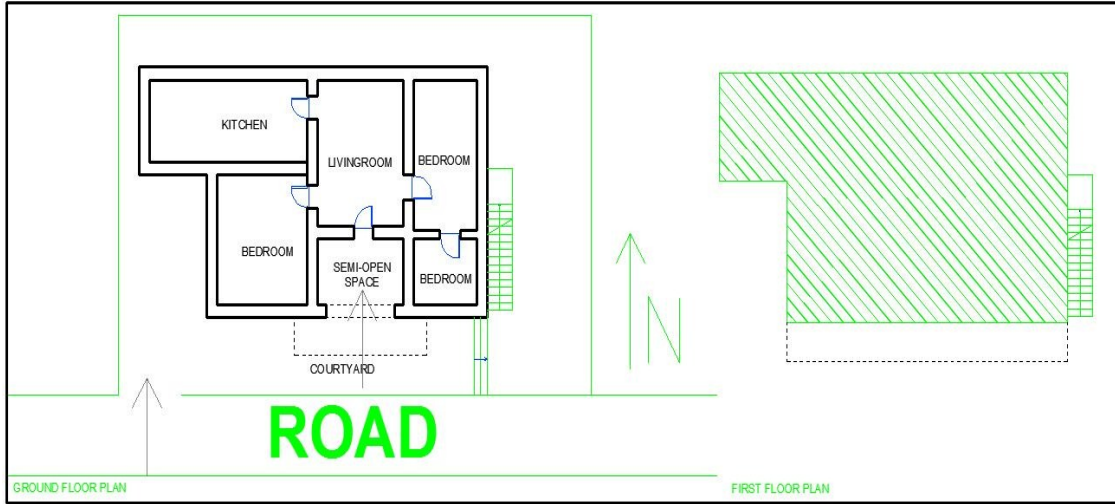 KITCHEN
LIVINGROOM
BEDROOM
BEDROOM
SEMI-OPEN
SPACE
BEDROOM
COURTYARD
N
ROAD
GROUND FLOOR PLAN
FIRST FLOOR PLAN